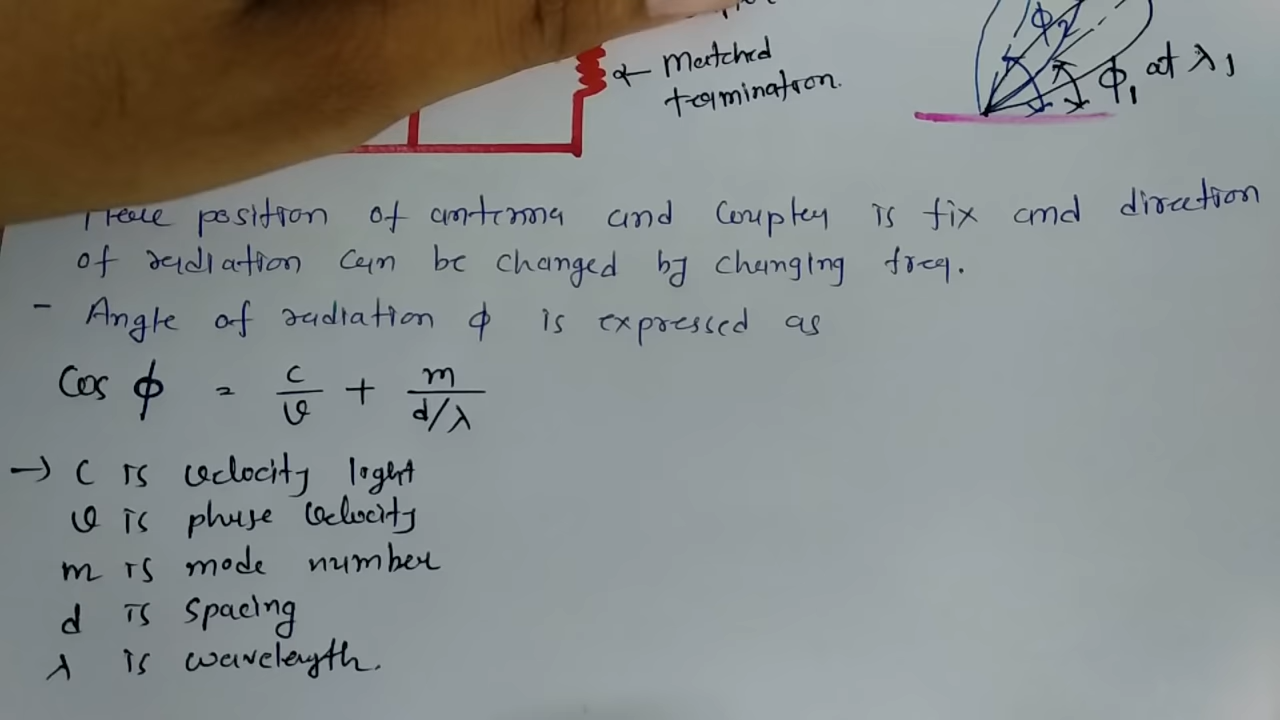 ← Matched
termination.
φ2
φ1 at λ1
Here position of antenna and Coupler is fix and direction
of radiation can be changed by changing freq.
- Angle of radiation φ is expressed as
Cos φ = c/v + m/d/λ
→ C is velocity light
v is phase velocity
m is mode number
d is spacing
λ is wavelength.